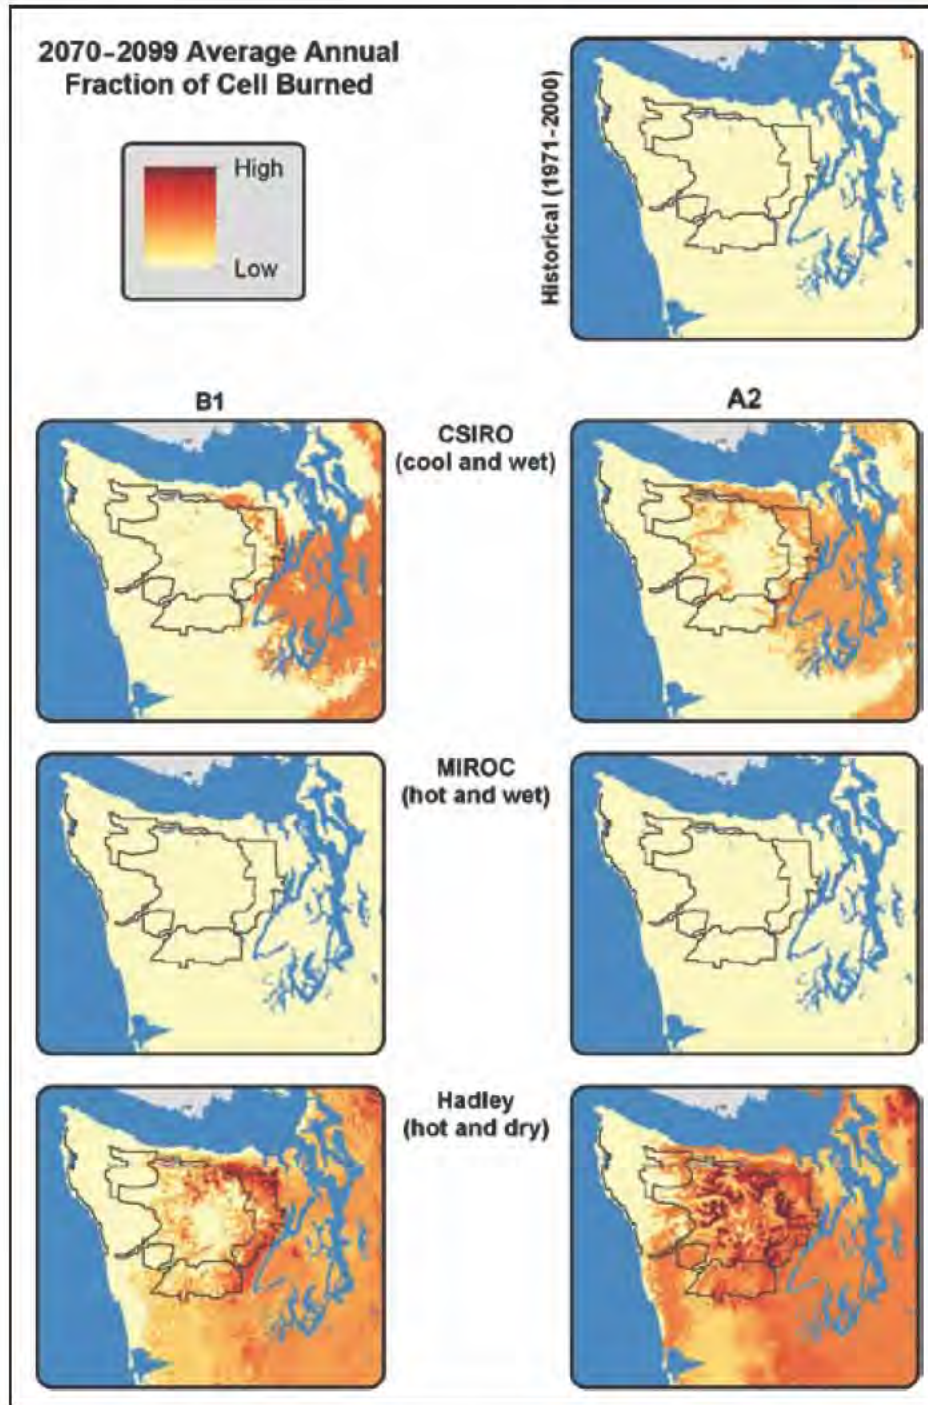 2070-2099 Average Annual
Fraction of Cell Burned
High
Low
Historical (1971-2000)
B1
A2
CSIRO
(cool and wet)
MIROC
(hot and wet)
Hadley
(hot and dry)